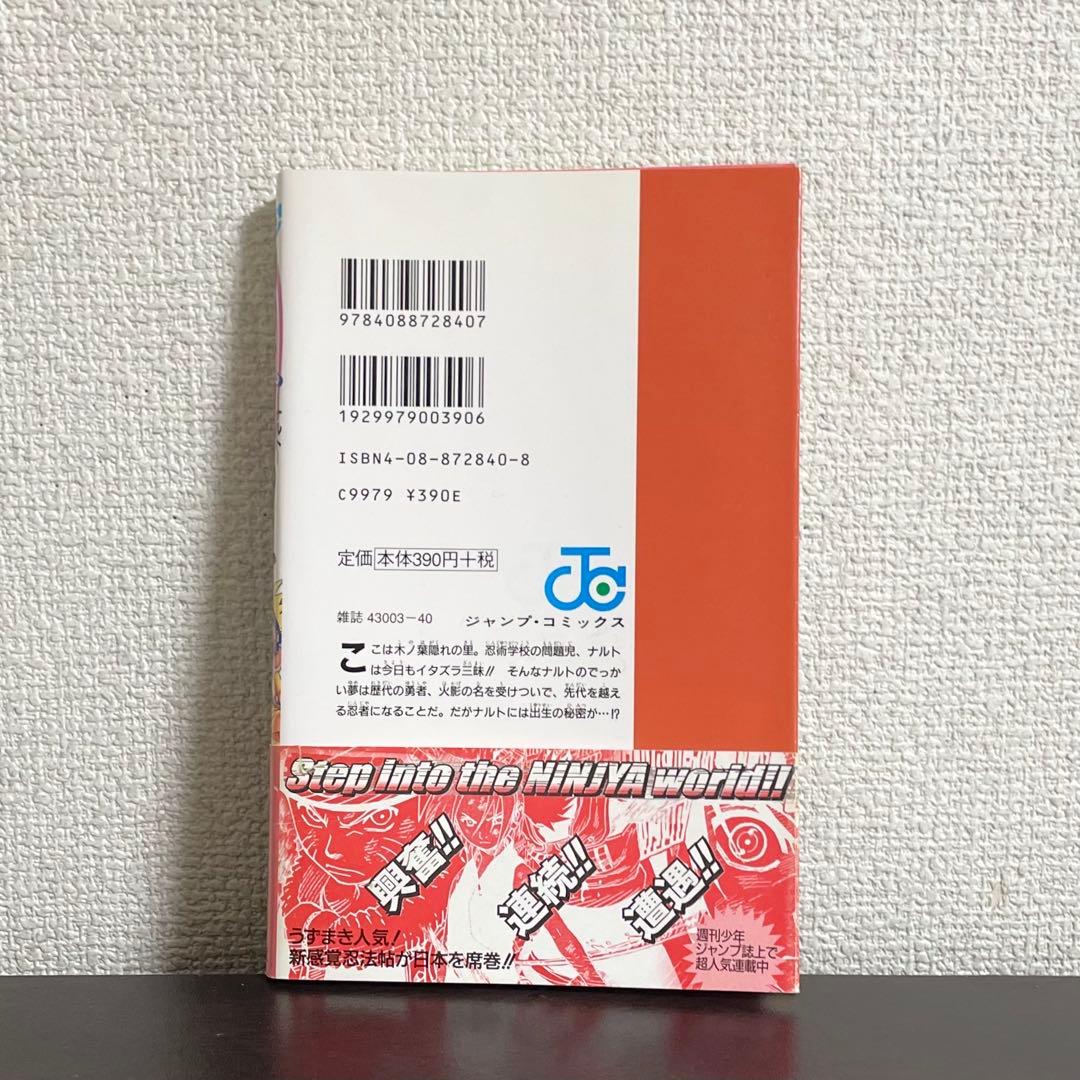 9784088728407
1929979003906
ISBN4-08-872840-8
C9979 ¥390E
定価 本体390円+税
雑誌 43003-40
ジャンプ・コミックス
ここは木ノ葉隠れの里。忍術学校の問題児、ナルト
は今日もイタズラ三昧!! そんなナルトのでっか
い夢は歴代の勇者、火影の名を受けついで、先代を越え
る忍者になることだ。だがナルトには出生の秘密が…!?
Step into the NINJYA world!!
興奮!!
連続!!
遭遇!!
うずまき人気!
新感覚忍法帖が日本を席巻!!
週刊少年
ジャンプ誌上で
超人気連載中